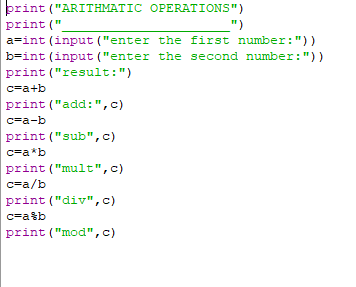 print("ARITHMATIC OPERATIONS")
print("______________________")
a=int(input("enter the first number:"))
b=int(input("enter the second number:"))
print("result:")
c=a+b
print("add:",c)
c=a-b
print("sub",c)
c=a*b
print("mult",c)
c=a/b
print("div",c)
c=a%b
print("mod",c)